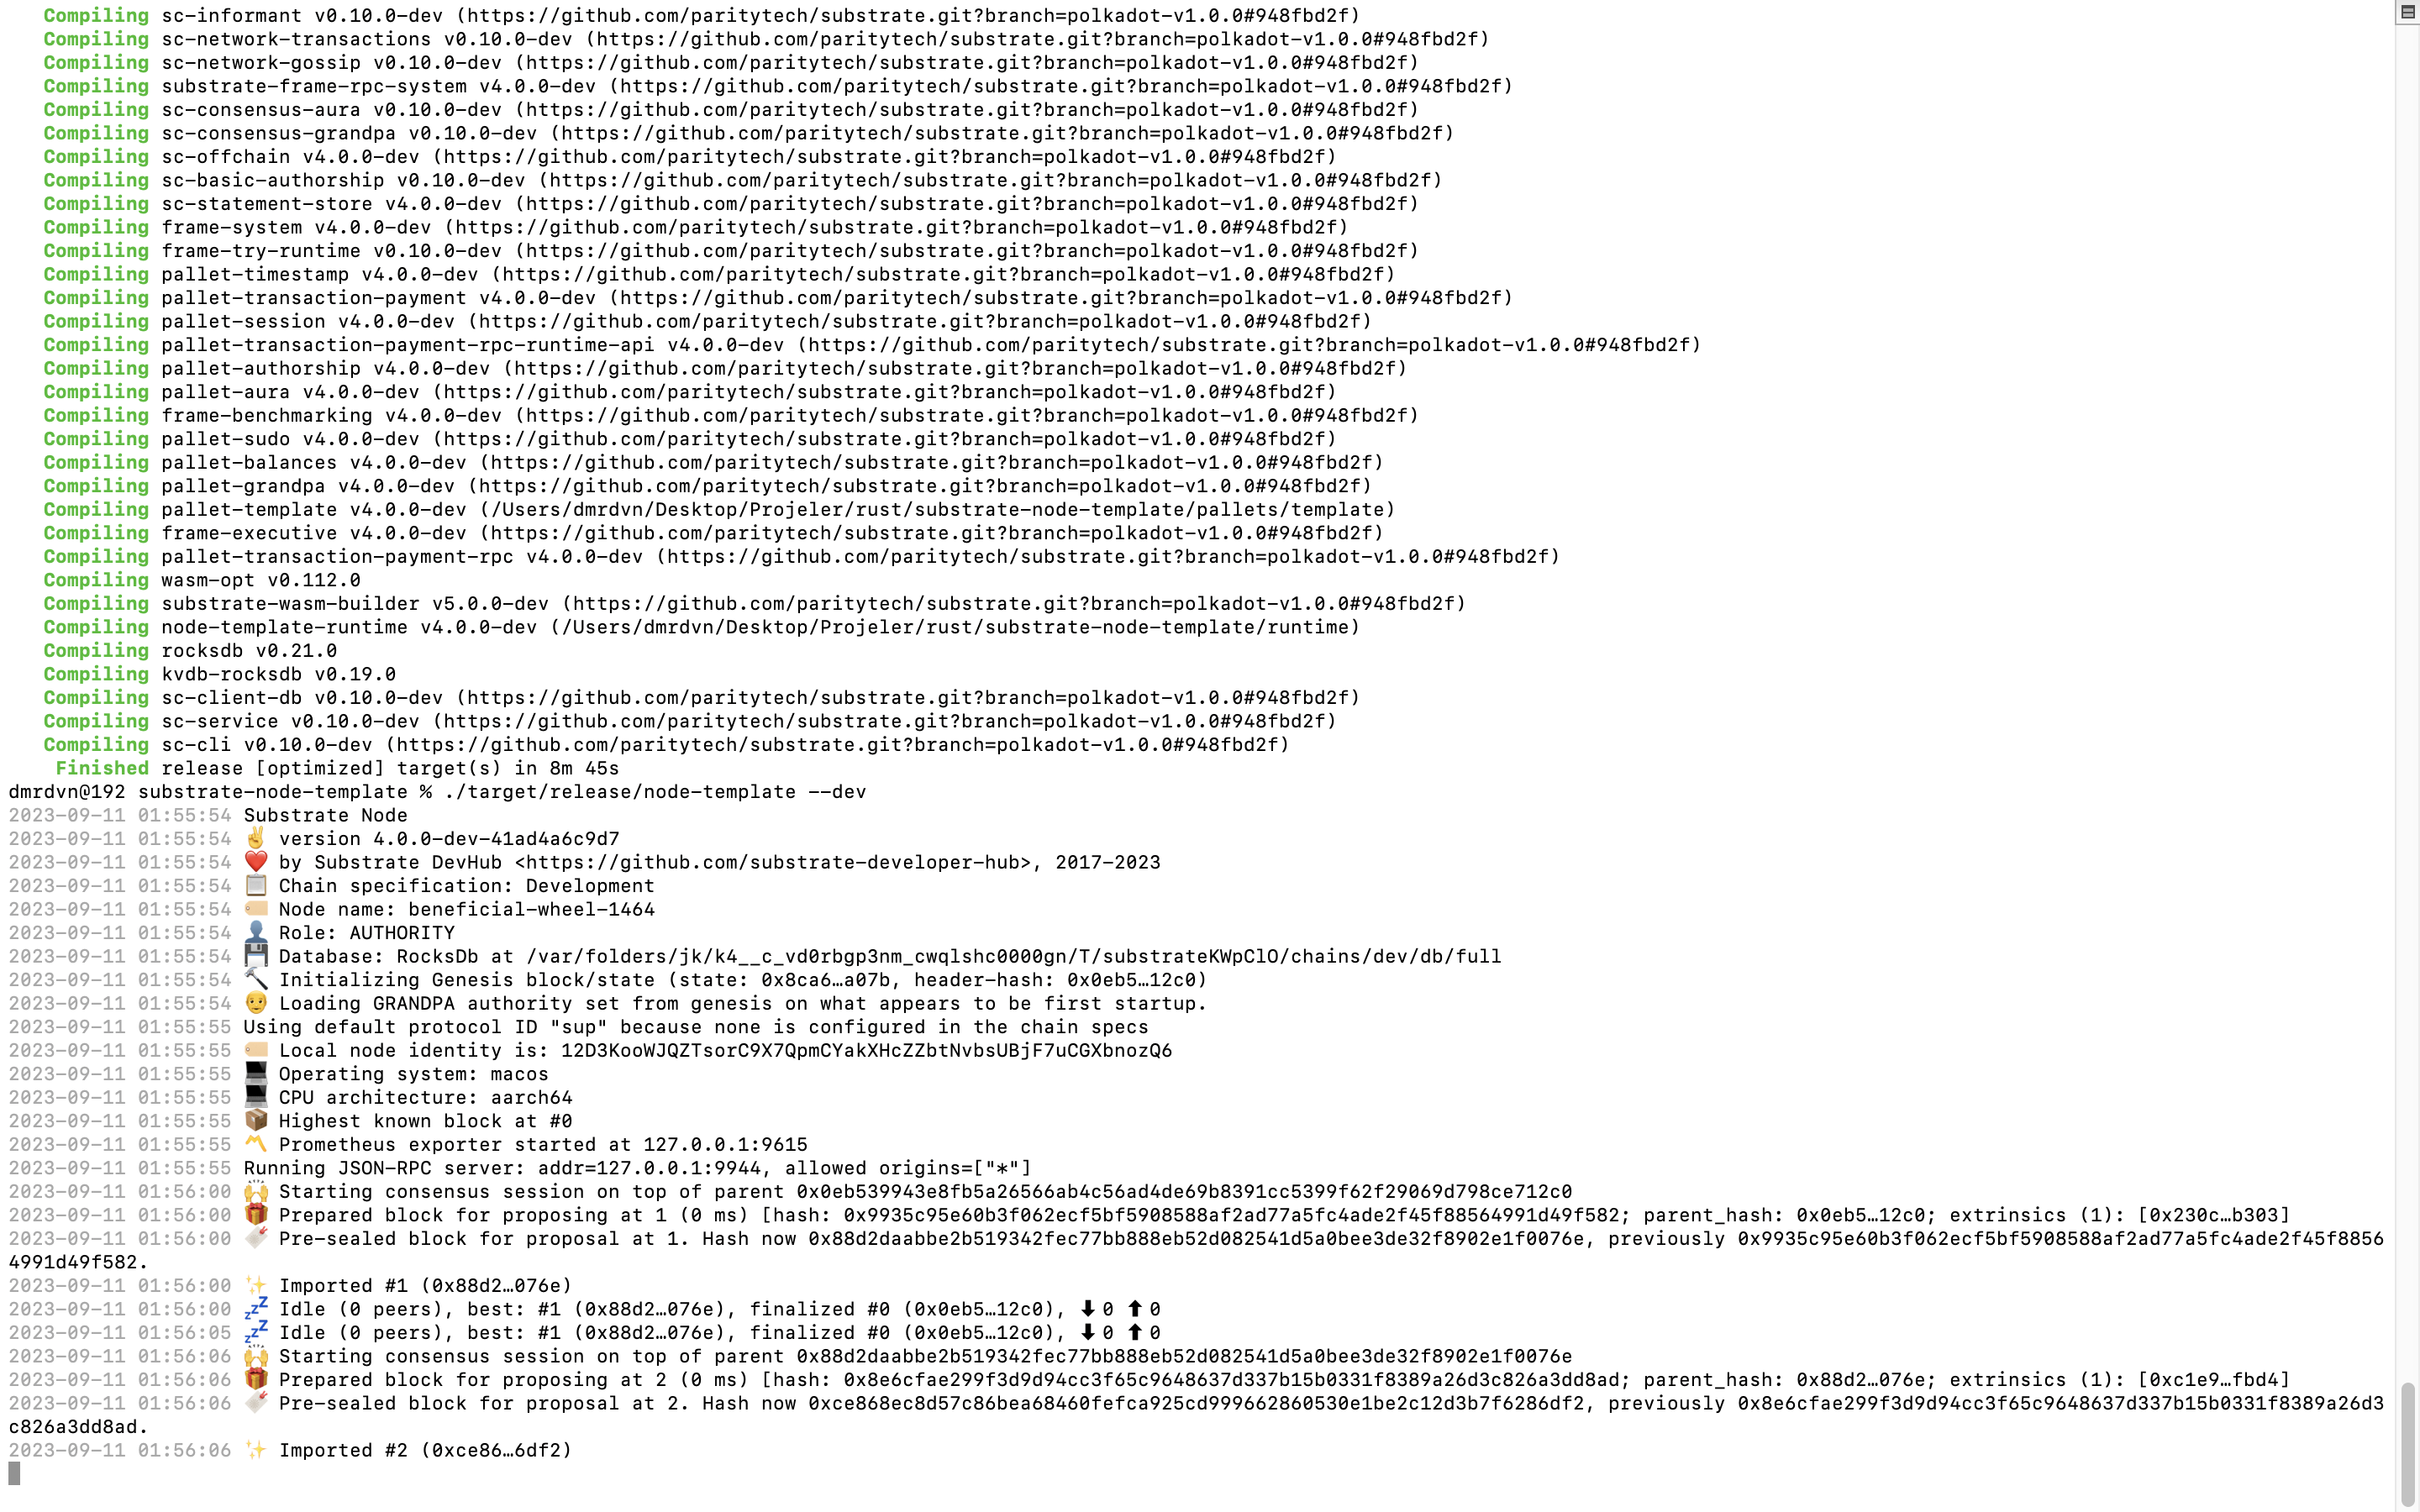 Compiling sc-informant v0.10.0-dev (https://github.com/paritytech/substrate.git?branch=polkadot-v1.0.0#948fbd2f)
Compiling sc-network-transactions v0.10.0-dev (https://github.com/paritytech/substrate.git?branch=polkadot-v1.0.0#948fbd2f)
Compiling sc-network-gossip v0.10.0-dev (https://github.com/paritytech/substrate.git?branch=polkadot-v1.0.0#948fbd2f)
Compiling substrate-frame-rpc-system v4.0.0-dev (https://github.com/paritytech/substrate.git?branch=polkadot-v1.0.0#948fbd2f)
Compiling sc-consensus-aura v0.10.0-dev (https://github.com/paritytech/substrate.git?branch=polkadot-v1.0.0#948fbd2f)
Compiling sc-consensus-grandpa v0.10.0-dev (https://github.com/paritytech/substrate.git?branch=polkadot-v1.0.0#948fbd2f)
Compiling sc-offchain v4.0.0-dev (https://github.com/paritytech/substrate.git?branch=polkadot-v1.0.0#948fbd2f)
Compiling sc-basic-authorship v0.10.0-dev (https://github.com/paritytech/substrate.git?branch=polkadot-v1.0.0#948fbd2f)
Compiling sc-statement-store v4.0.0-dev (https://github.com/paritytech/substrate.git?branch=polkadot-v1.0.0#948fbd2f)
Compiling frame-system v4.0.0-dev (https://github.com/paritytech/substrate.git?branch=polkadot-v1.0.0#948fbd2f)
Compiling frame-try-runtime v0.10.0-dev (https://github.com/paritytech/substrate.git?branch=polkadot-v1.0.0#948fbd2f)
Compiling pallet-timestamp v4.0.0-dev (https://github.com/paritytech/substrate.git?branch=polkadot-v1.0.0#948fbd2f)
Compiling pallet-transaction-payment v4.0.0-dev (https://github.com/paritytech/substrate.git?branch=polkadot-v1.0.0#948fbd2f)
Compiling pallet-session v4.0.0-dev (https://github.com/paritytech/substrate.git?branch=polkadot-v1.0.0#948fbd2f)
Compiling pallet-transaction-payment-rpc-runtime-api v4.0.0-dev (https://github.com/paritytech/substrate.git?branch=polkadot-v1.0.0#948fbd2f)
Compiling pallet-authorship v4.0.0-dev (https://github.com/paritytech/substrate.git?branch=polkadot-v1.0.0#948fbd2f)
Compiling pallet-aura v4.0.0-dev (https://github.com/paritytech/substrate.git?branch=polkadot-v1.0.0#948fbd2f)
Compiling frame-benchmarking v4.0.0-dev (https://github.com/paritytech/substrate.git?branch=polkadot-v1.0.0#948fbd2f)
Compiling pallet-sudo v4.0.0-dev (https://github.com/paritytech/substrate.git?branch=polkadot-v1.0.0#948fbd2f)
Compiling pallet-balances v4.0.0-dev (https://github.com/paritytech/substrate.git?branch=polkadot-v1.0.0#948fbd2f)
Compiling pallet-grandpa v4.0.0-dev (https://github.com/paritytech/substrate.git?branch=polkadot-v1.0.0#948fbd2f)
Compiling pallet-template v4.0.0-dev (/Users/dmrdvn/Desktop/Projeler/rust/substrate-node-template/pallets/template)
Compiling frame-executive v4.0.0-dev (https://github.com/paritytech/substrate.git?branch=polkadot-v1.0.0#948fbd2f)
Compiling pallet-transaction-payment-rpc v4.0.0-dev (https://github.com/paritytech/substrate.git?branch=polkadot-v1.0.0#948fbd2f)
Compiling wasm-opt v0.112.0
Compiling substrate-wasm-builder v5.0.0-dev (https://github.com/paritytech/substrate.git?branch=polkadot-v1.0.0#948fbd2f)
Compiling node-template-runtime v4.0.0-dev (/Users/dmrdvn/Desktop/Projeler/rust/substrate-node-template/runtime)
Compiling rocksdb v0.21.0
Compiling kvdb-rocksdb v0.19.0
Compiling sc-client-db v0.10.0-dev (https://github.com/paritytech/substrate.git?branch=polkadot-v1.0.0#948fbd2f)
Compiling sc-service v0.10.0-dev (https://github.com/paritytech/substrate.git?branch=polkadot-v1.0.0#948fbd2f)
Compiling sc-cli v0.10.0-dev (https://github.com/paritytech/substrate.git?branch=polkadot-v1.0.0#948fbd2f)
Finished release [optimized] target(s) in 8m 45s
dmrdvn@192 substrate-node-template % ./target/release/node-template --dev
2023-09-11 01:55:54 Substrate Node
2023-09-11 01:55:54 ✌️ version 4.0.0-dev-41ad4a6c9d7
2023-09-11 01:55:54 ❤️ by Substrate DevHub <https://github.com/substrate-developer-hub>, 2017-2023
2023-09-11 01:55:54 📋 Chain specification: Development
2023-09-11 01:55:54 🏷 Node name: beneficial-wheel-1464
2023-09-11 01:55:54 👤 Role: AUTHORITY
2023-09-11 01:55:54 💾 Database: RocksDb at /var/folders/jk/k4__c_vd0rbgp3nm_cwqlshc0000gn/T/substrateKWpClO/chains/dev/db/full
2023-09-11 01:55:54 🔨 Initializing Genesis block/state (state: 0x8ca6…a07b, header-hash: 0x0eb5…12c0)
2023-09-11 01:55:54 👴 Loading GRANDPA authority set from genesis on what appears to be first startup.
2023-09-11 01:55:55 Using default protocol ID "sup" because none is configured in the chain specs
2023-09-11 01:55:55 🏷 Local node identity is: 12D3KooWJQZTsorC9X7QpmCYakXHcZZbtNvbsUBjF7uCGXbnozQ6
2023-09-11 01:55:55 💻 Operating system: macos
2023-09-11 01:55:55 💻 CPU architecture: aarch64
2023-09-11 01:55:55 📦 Highest known block at #0
2023-09-11 01:55:55 〽️ Prometheus exporter started at 127.0.0.1:9615
2023-09-11 01:55:55 Running JSON-RPC server: addr=127.0.0.1:9944, allowed origins=["*"]
2023-09-11 01:56:00 🙌 Starting consensus session on top of parent 0x0eb539943e8fb5a26566ab4c56ad4de69b8391cc5399f62f29069d798ce712c0
2023-09-11 01:56:00 🎁 Prepared block for proposing at 1 (0 ms) [hash: 0x9935c95e60b3f062ecf5bf5908588af2ad77a5fc4ade2f45f88564991d49f582; parent_hash: 0x0eb5…12c0; extrinsics (1): [0x230c…b303]
2023-09-11 01:56:00 🔖 Pre-sealed block for proposal at 1. Hash now 0x88d2daabbe2b519342fec77bb888eb52d082541d5a0bee3de32f8902e1f0076e, previously 0x9935c95e60b3f062ecf5bf5908588af2ad77a5fc4ade2f45f8856
4991d49f582.
2023-09-11 01:56:00 ✨ Imported #1 (0x88d2…076e)
2023-09-11 01:56:00 💤 Idle (0 peers), best: #1 (0x88d2…076e), finalized #0 (0x0eb5…12c0), ⬇ 0 ⬆ 0
2023-09-11 01:56:05 💤 Idle (0 peers), best: #1 (0x88d2…076e), finalized #0 (0x0eb5…12c0), ⬇ 0 ⬆ 0
2023-09-11 01:56:06 🙌 Starting consensus session on top of parent 0x88d2daabbe2b519342fec77bb888eb52d082541d5a0bee3de32f8902e1f0076e
2023-09-11 01:56:06 🎁 Prepared block for proposing at 2 (0 ms) [hash: 0x8e6cfae299f3d9d94cc3f65c9648637d337b15b0331f8389a26d3c826a3dd8ad; parent_hash: 0x88d2…076e; extrinsics (1): [0xc1e9…fbd4]
2023-09-11 01:56:06 🔖 Pre-sealed block for proposal at 2. Hash now 0xce868ec8d57c86bea68460fefca925cd999662860530e1be2c12d3b7f6286df2, previously 0x8e6cfae299f3d9d94cc3f65c9648637d337b15b0331f8389a26d3
c826a3dd8ad.
2023-09-11 01:56:06 ✨ Imported #2 (0xce86…6df2)